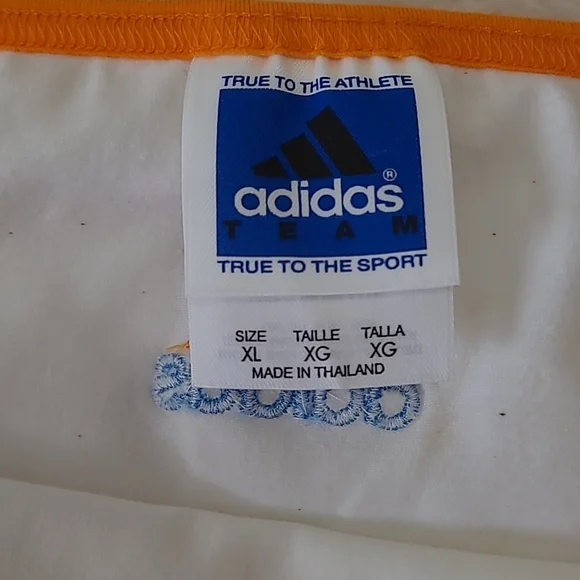 TRUE TO THE ATHLETE
adidas®
TEAM
TRUE TO THE SPORT
SIZE TAILLE TALLA
XL XG XG
MADE IN THAILAND